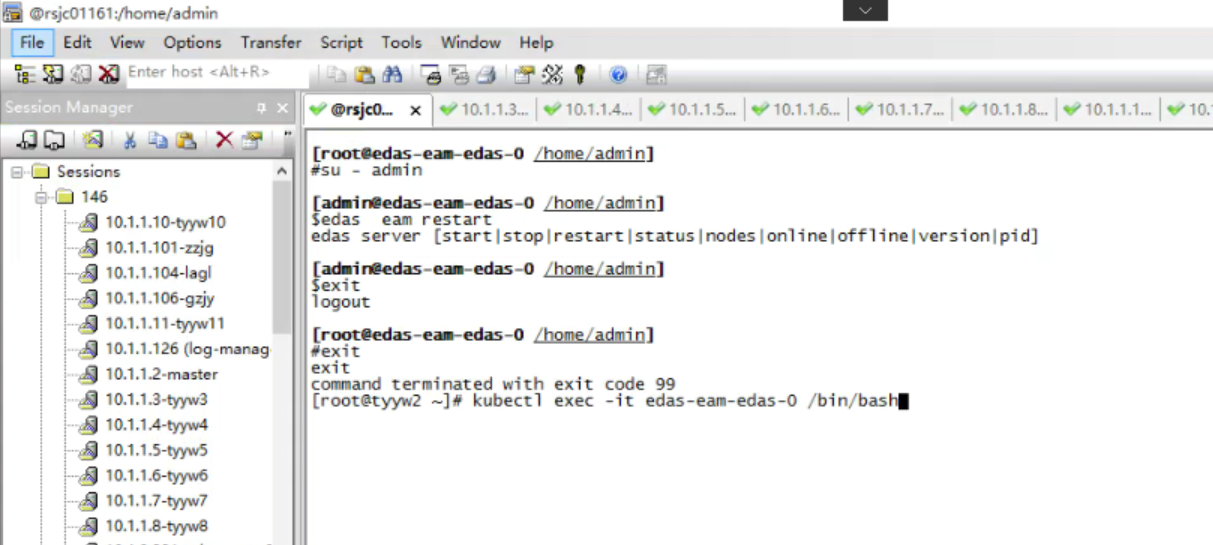 @rsjc01161:/home/admin
File Edit View Options Transfer Script Tools Window Help
Enter host <Alt+R>
Session Manager
@rsjc0... 10.1.1.3... 10.1.1.4... 10.1.1.5... 10.1.1.6... 10.1.1.7... 10.1.1.8... 10.1.1.1... 10.
Sessions
146
10.1.1.10-tyyw10
10.1.1.101-zzjg
10.1.1.104-lagl
10.1.1.106-gzjy
10.1.1.11-tyyw11
10.1.1.126 (log-manag
10.1.1.2-master
10.1.1.3-tyyw3
10.1.1.4-tyyw4
10.1.1.5-tyyw5
10.1.1.6-tyyw6
10.1.1.7-tyyw7
10.1.1.8-tyyw8
[root@edas-eam-edas-0 /home/admin]
#su - admin
[admin@edas-eam-edas-0 /home/admin]
$edas  eam restart
edas server [start|stop|restart|status|nodes|online|offline|version|pid]
[admin@edas-eam-edas-0 /home/admin]
$exit
logout
[root@edas-eam-edas-0 /home/admin]
#exit
exit
command terminated with exit code 99
[root@tyyw2 ~]# kubectl exec -it edas-eam-edas-0 /bin/bash